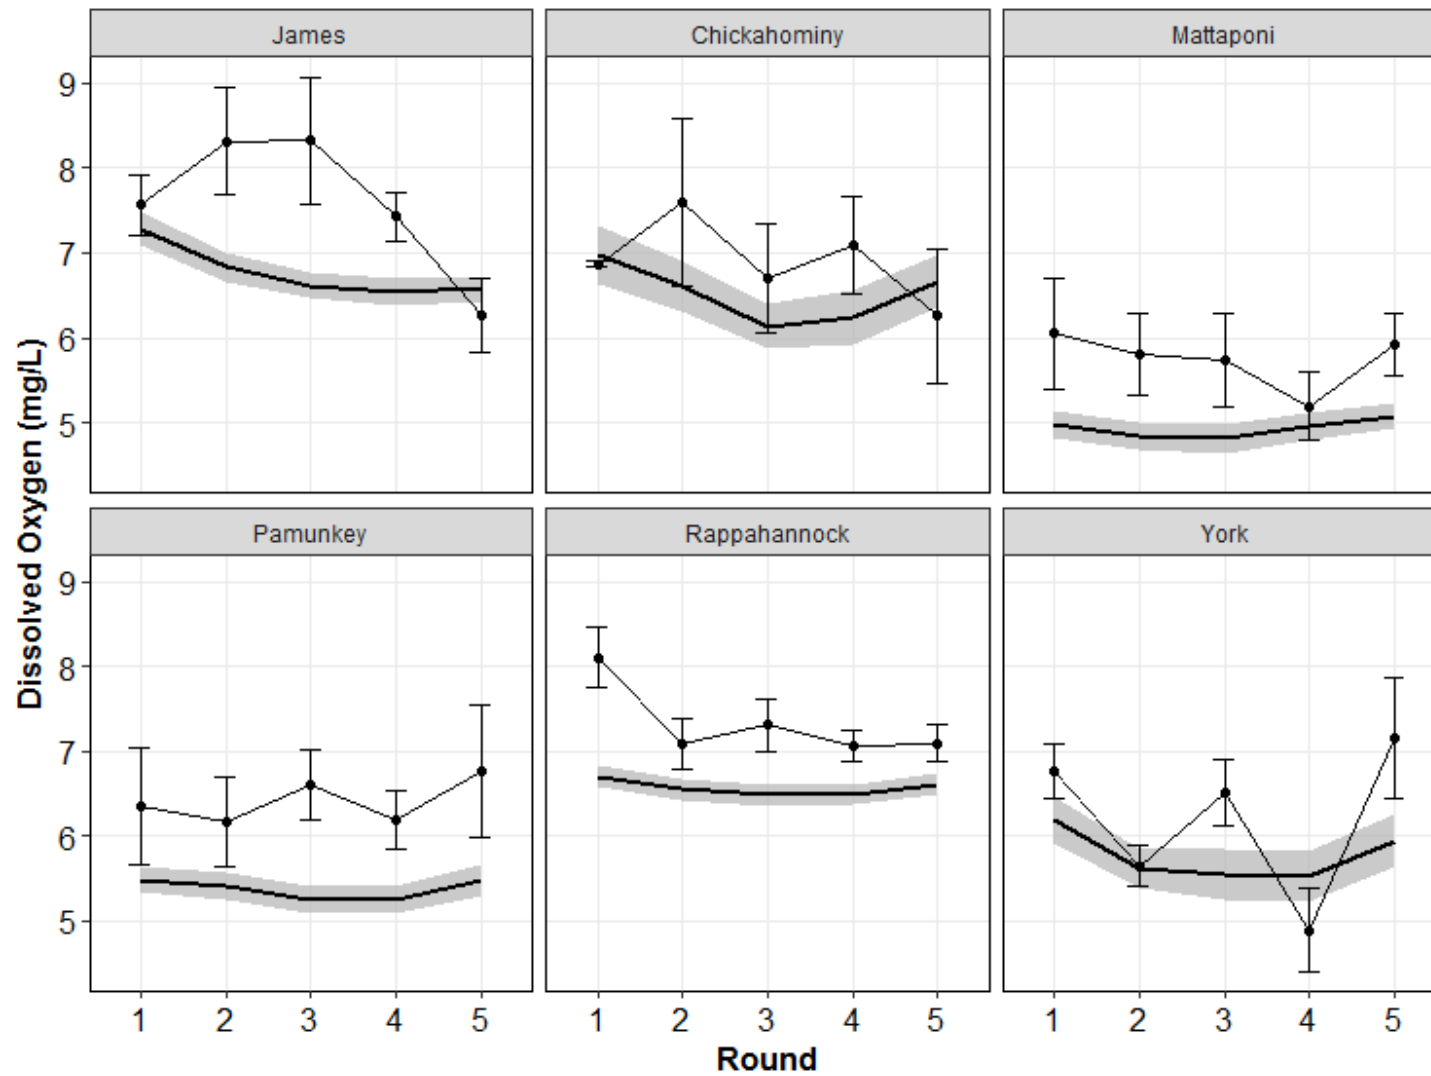 James Chickahominy Mattaponi
9
8
7
6
5
Pamunkey Rappahannock York
9
8
7
6
5
Dissolved Oxygen (mg/L)
1 2 3 4 5 1 2 3 4 5 1 2 3 4 5
Round